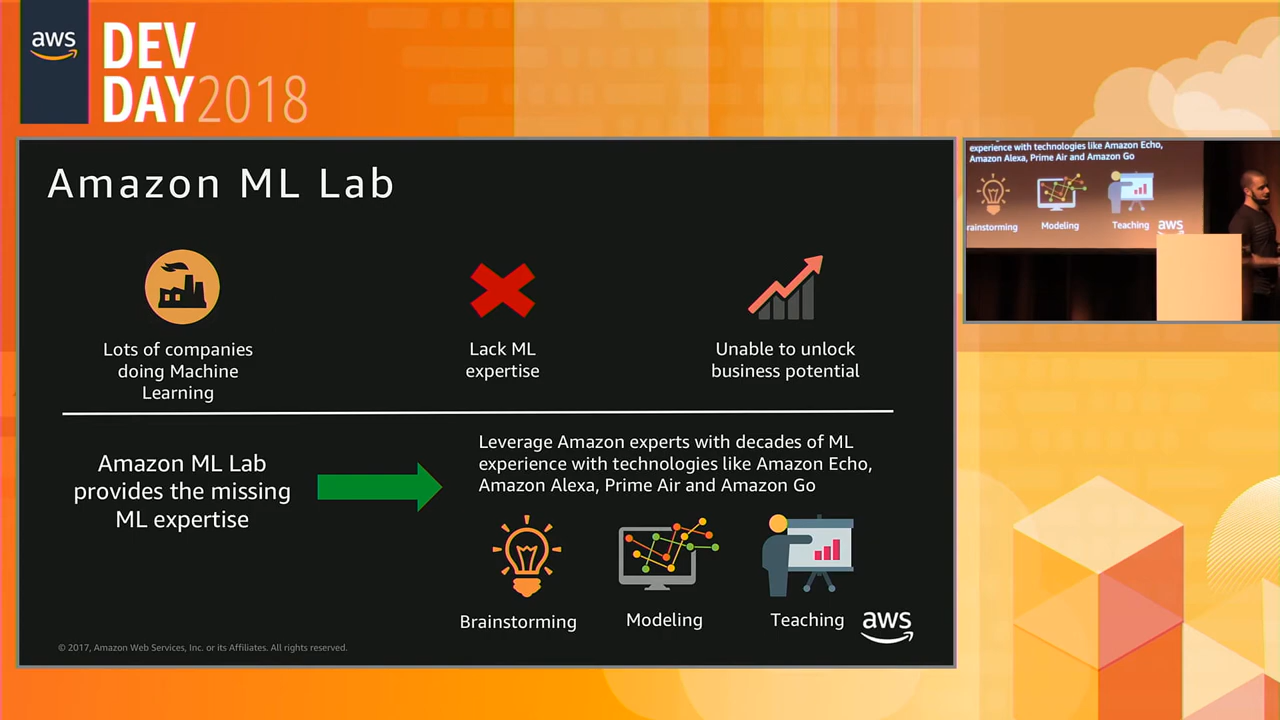 aws
DEV
DAY2018
Amazon ML Lab
Lots of companies
doing Machine
Learning
Lack ML
expertise
Unable to unlock
business potential
Amazon ML Lab
provides the missing
ML expertise
Leverage Amazon experts with decades of ML
experience with technologies like Amazon Echo,
Amazon Alexa, Prime Air and Amazon Go
Brainstorming
Modeling
Teaching
aws
© 2017, Amazon Web Services, Inc. or its Affiliates. All rights reserved.
experience with technologies like Amazon Echo,
Amazon Alexa, Prime Air and Amazon Go
rainstorming
Modeling
Teaching
aws